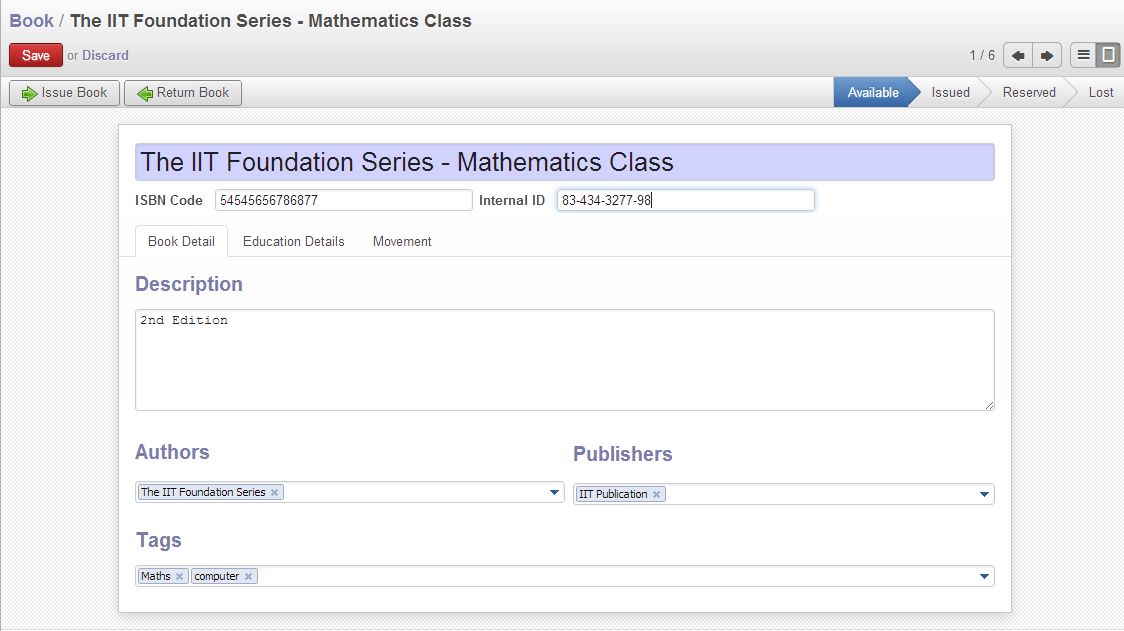 Book / The IIT Foundation Series - Mathematics Class
Save or Discard 1 / 6
Issue Book Return Book Available Issued Reserved Lost
The IIT Foundation Series - Mathematics Class
ISBN Code 54545656786877 Internal ID 83-434-3277-98
Book Detail Education Details Movement
Description
2nd Edition
Authors Publishers
The IIT Foundation Series × IIT Publication ×
Tags
Maths × computer ×